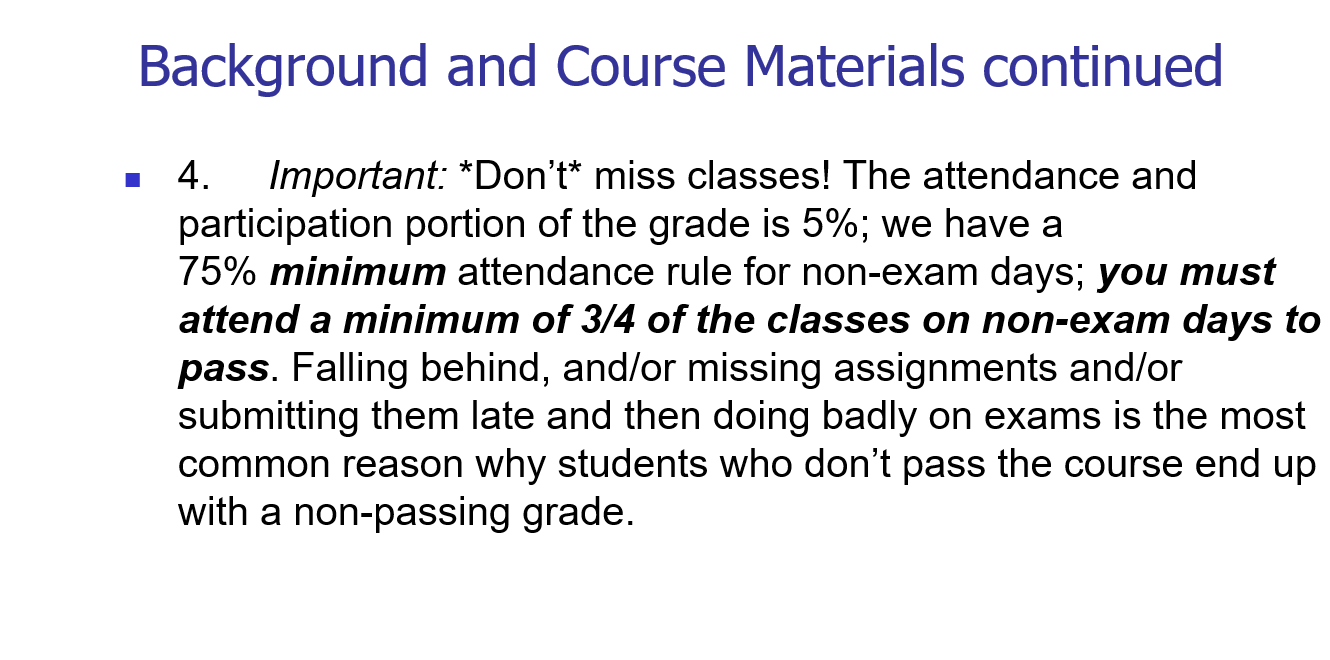 Background and Course Materials continued
4. Important: *Don’t* miss classes! The attendance and
participation portion of the grade is 5%; we have a
75% minimum attendance rule for non-exam days; you must
attend a minimum of 3/4 of the classes on non-exam days to
pass. Falling behind, and/or missing assignments and/or
submitting them late and then doing badly on exams is the most
common reason why students who don’t pass the course end up
with a non-passing grade.